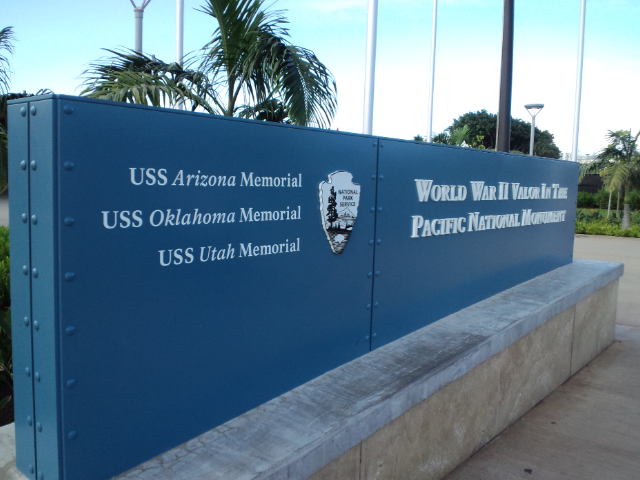 USS Arizona Memorial
USS Oklahoma Memorial
USS Utah Memorial
NATIONAL
PARK
SERVICE
World War II Valor In The
Pacific National Monument